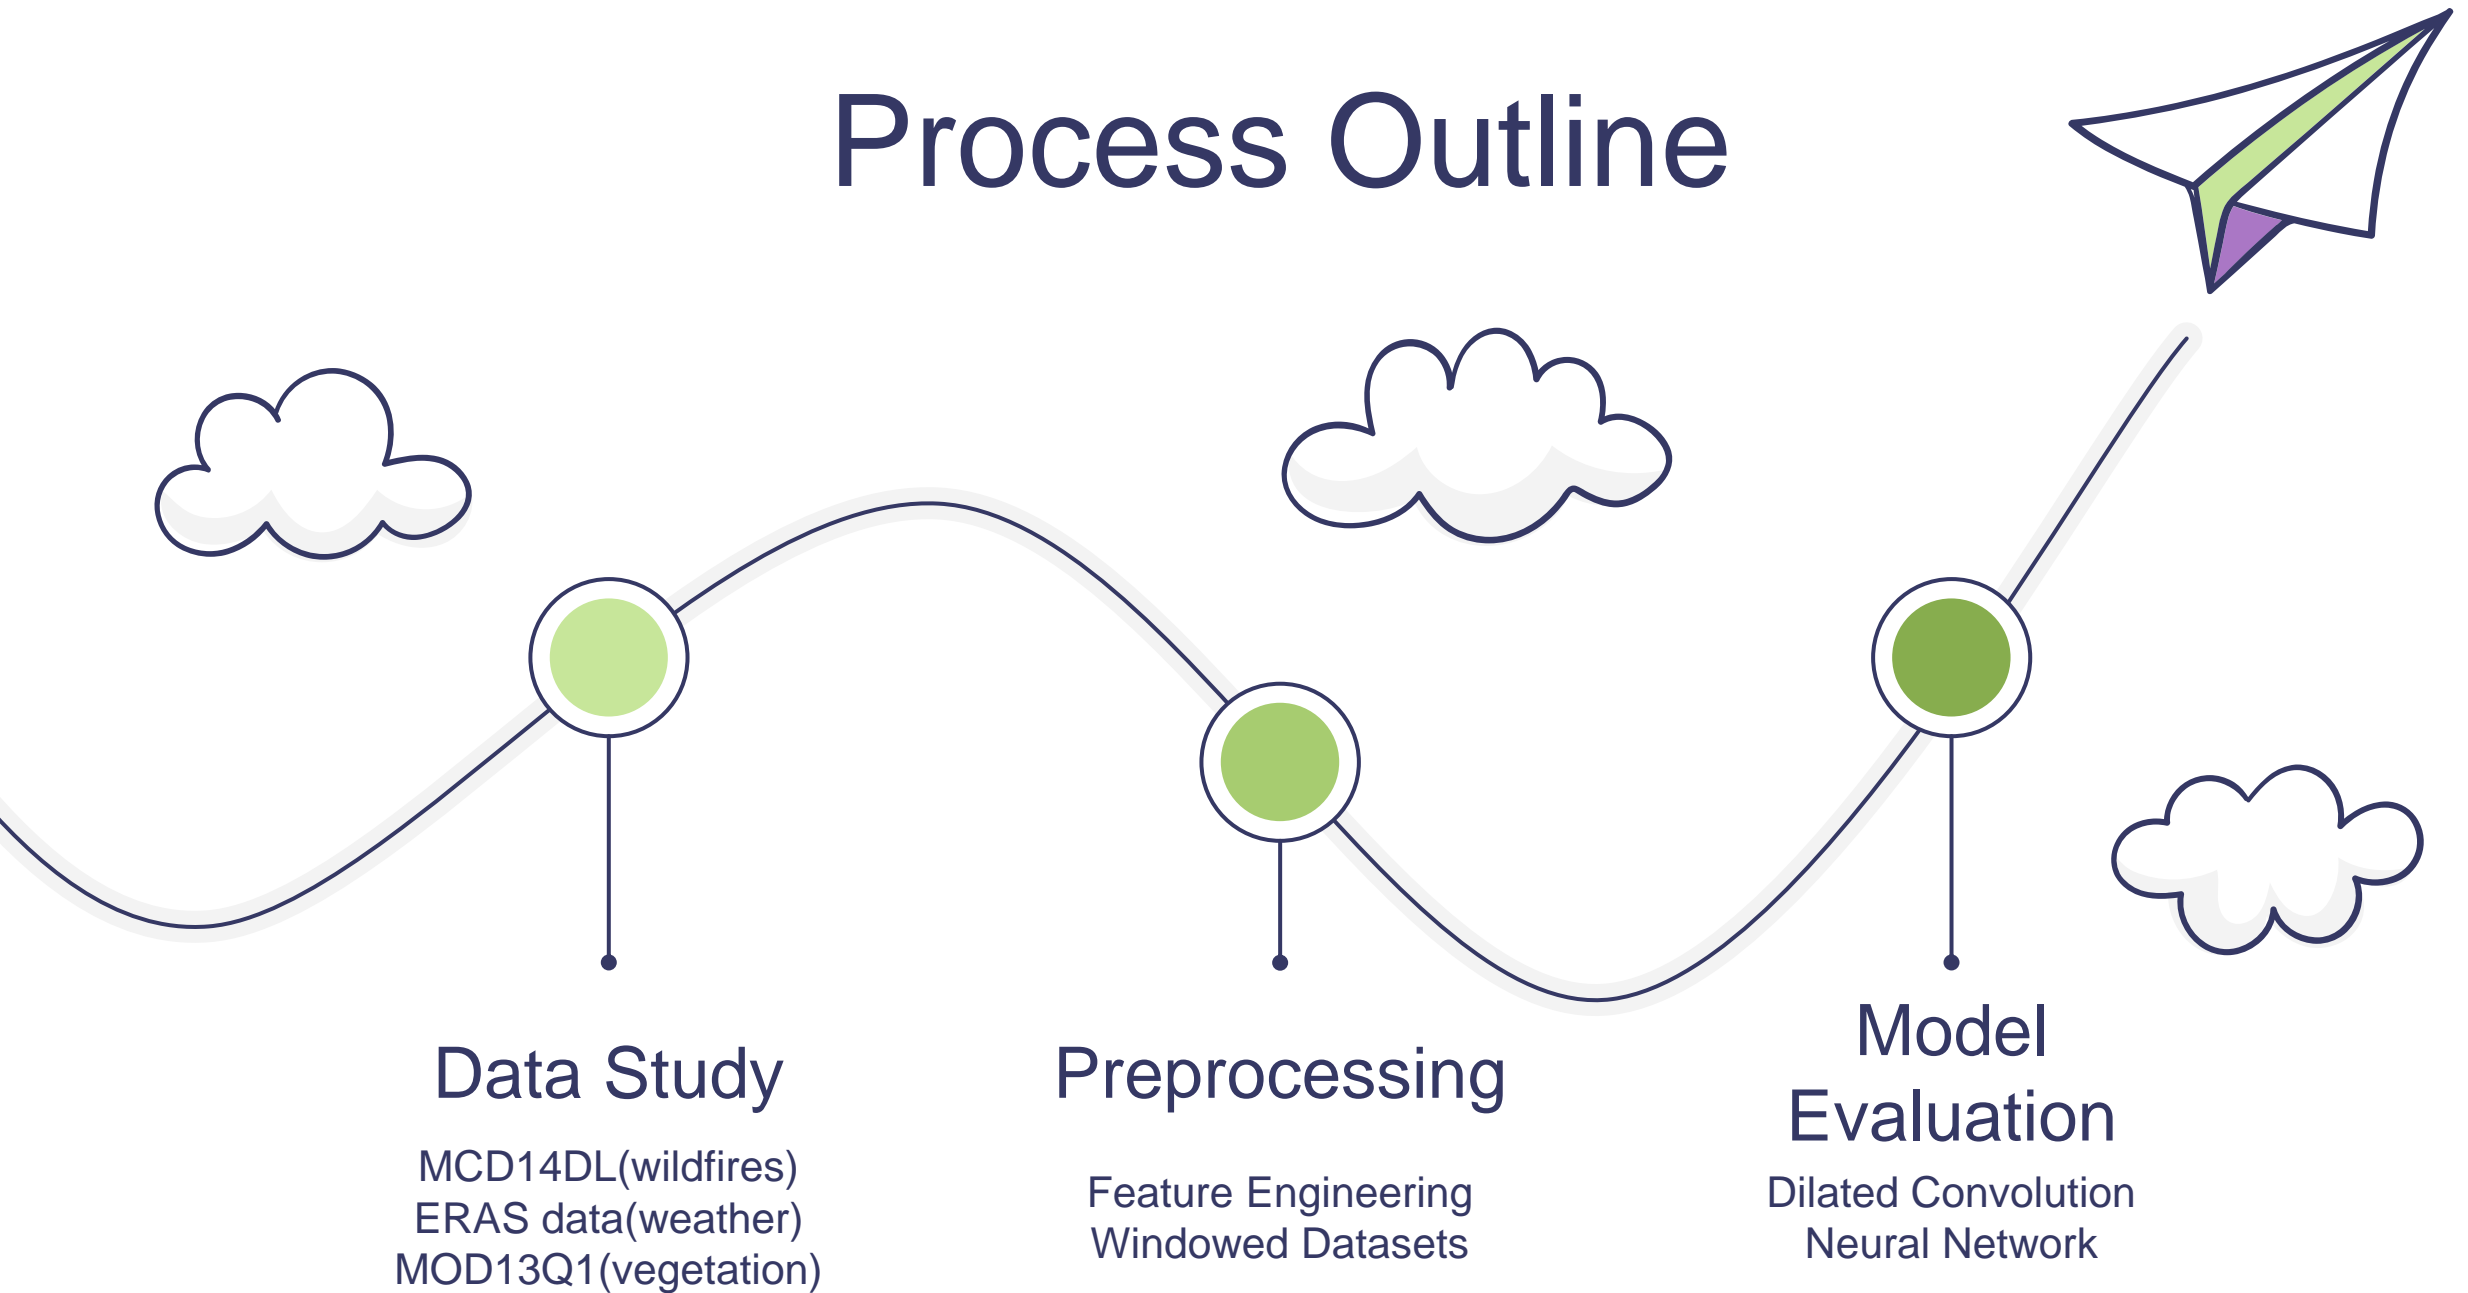 Process Outline
Data Study
MCD14DL(wildfires)
ERAS data(weather)
MOD13Q1(vegetation)
Preprocessing
Feature Engineering
Windowed Datasets
Model
Evaluation
Dilated Convolution
Neural Network